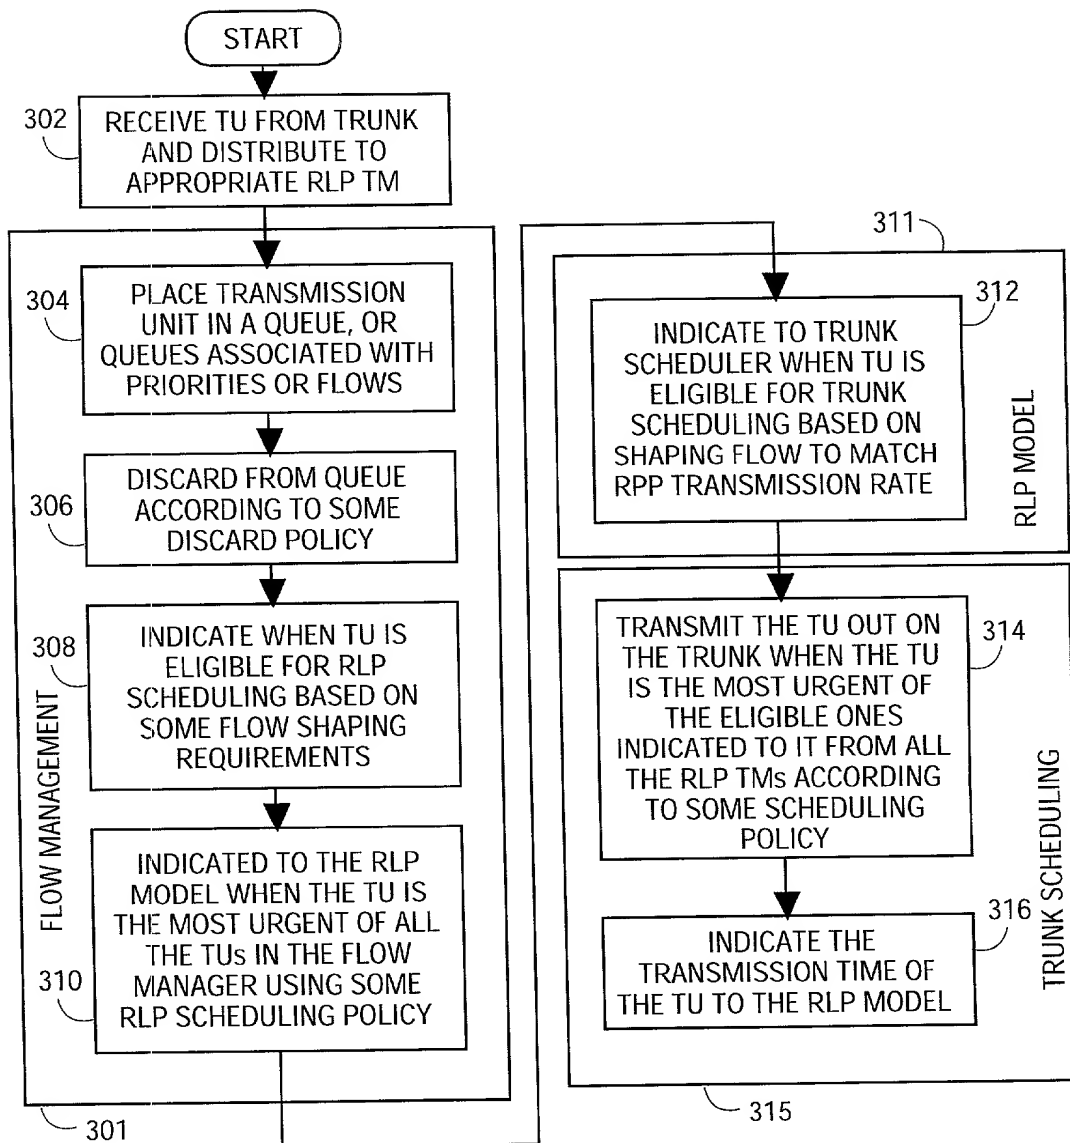 START
302
RECEIVE TU FROM TRUNK
AND DISTRIBUTE TO
APPROPRIATE RLP TM
304
PLACE TRANSMISSION
UNIT IN A QUEUE, OR
QUEUES ASSOCIATED WITH
PRIORITIES OR FLOWS
306
DISCARD FROM QUEUE
ACCORDING TO SOME
DISCARD POLICY
308
INDICATE WHEN TU IS
ELIGIBLE FOR RLP
SCHEDULING BASED ON
SOME FLOW SHAPING
REQUIREMENTS
310
INDICATED TO THE RLP
MODEL WHEN THE TU IS
THE MOST URGENT OF ALL
THE TUs IN THE FLOW
MANAGER USING SOME
RLP SCHEDULING POLICY
FLOW MANAGEMENT
301
311
312
INDICATE TO TRUNK
SCHEDULER WHEN TU IS
ELIGIBLE FOR TRUNK
SCHEDULING BASED ON
SHAPING FLOW TO MATCH
RPP TRANSMISSION RATE
RLP MODEL
314
TRANSMIT THE TU OUT ON
THE TRUNK WHEN THE TU
IS THE MOST URGENT OF
THE ELIGIBLE ONES
INDICATED TO IT FROM ALL
THE RLP TMs ACCORDING
TO SOME SCHEDULING
POLICY
316
INDICATE THE
TRANSMISSION TIME OF
THE TU TO THE RLP MODEL
TRUNK SCHEDULING
315